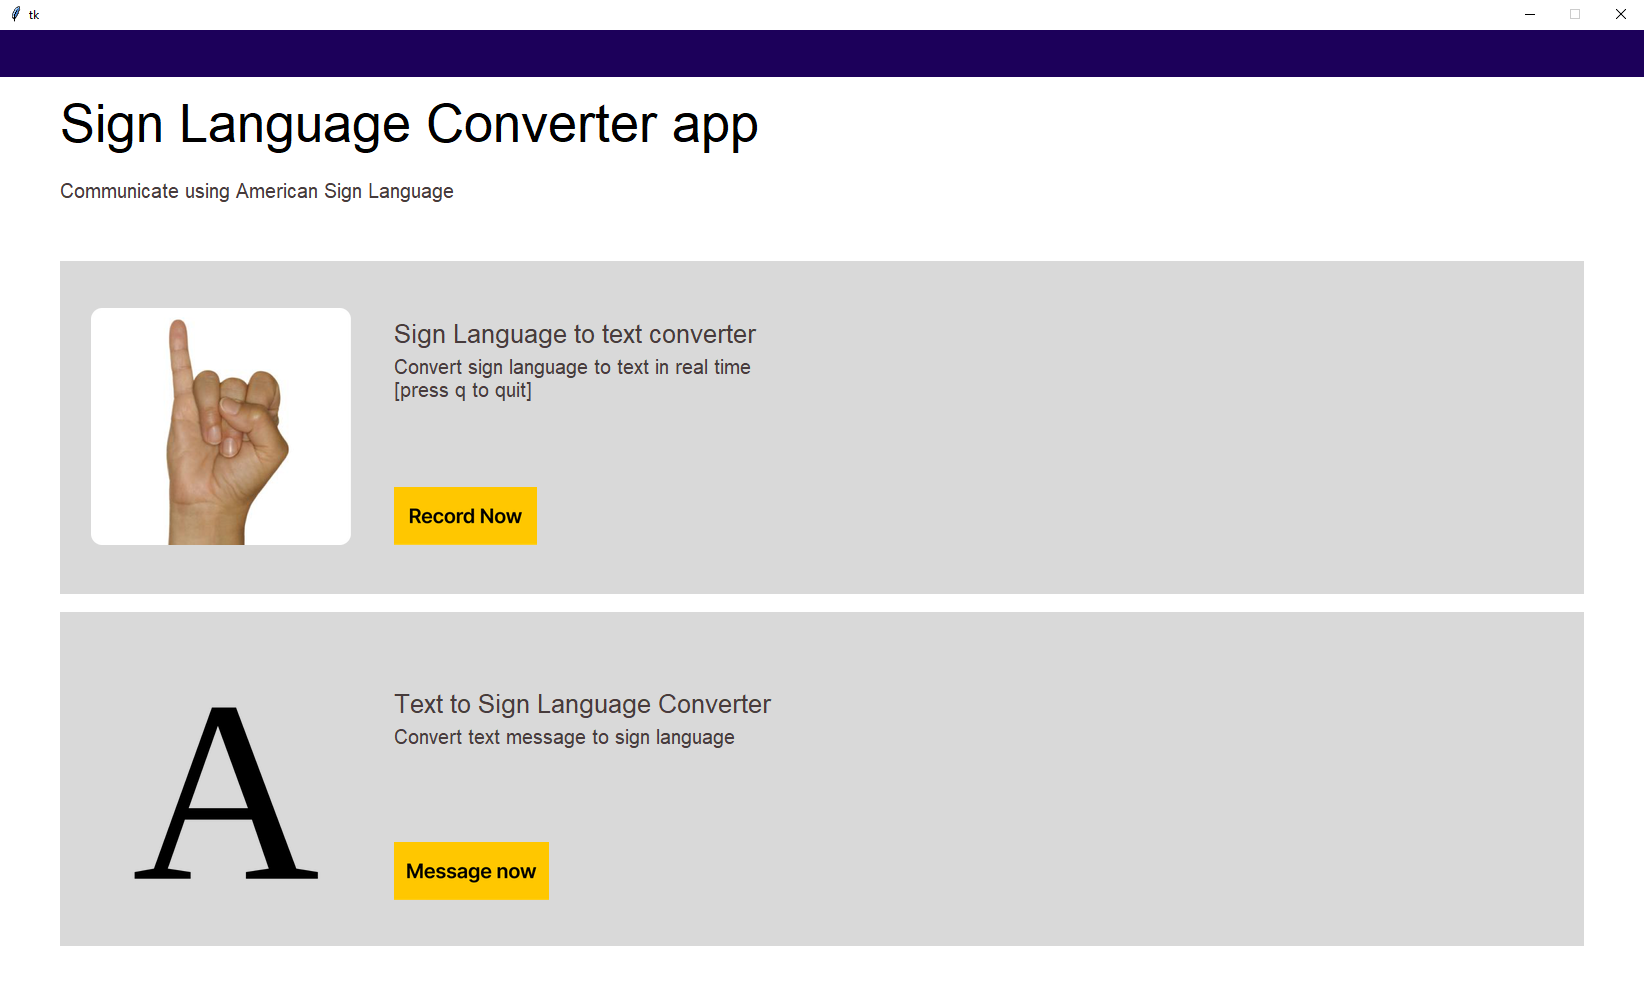 tk
Sign Language Converter app
Communicate using American Sign Language
Sign Language to text converter
Convert sign language to text in real time
[press q to quit]
Record Now
A
Text to Sign Language Converter
Convert text message to sign language
Message now